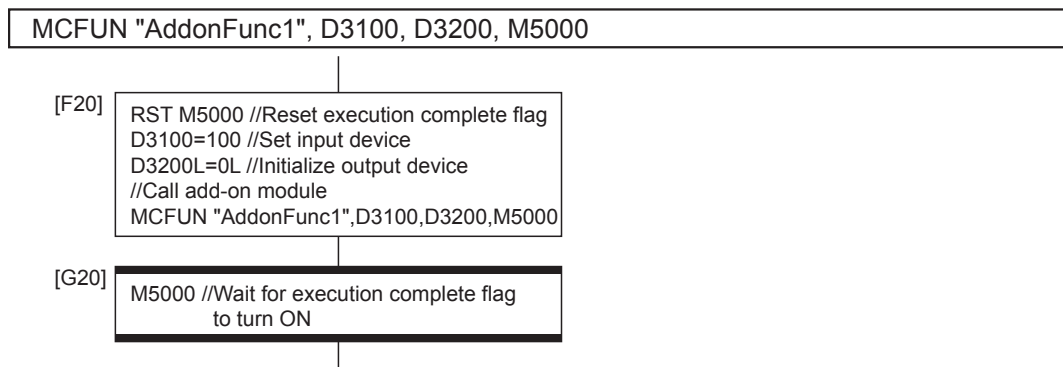 MCFUN "AddonFunc1", D3100, D3200, M5000
[F20]
RST M5000 //Reset execution complete flag
D3100=100 //Set input device
D3200L=0L //Initialize output device
//Call add-on module
MCFUN "AddonFunc1",D3100,D3200,M5000
[G20]
M5000 //Wait for execution complete flag
to turn ON